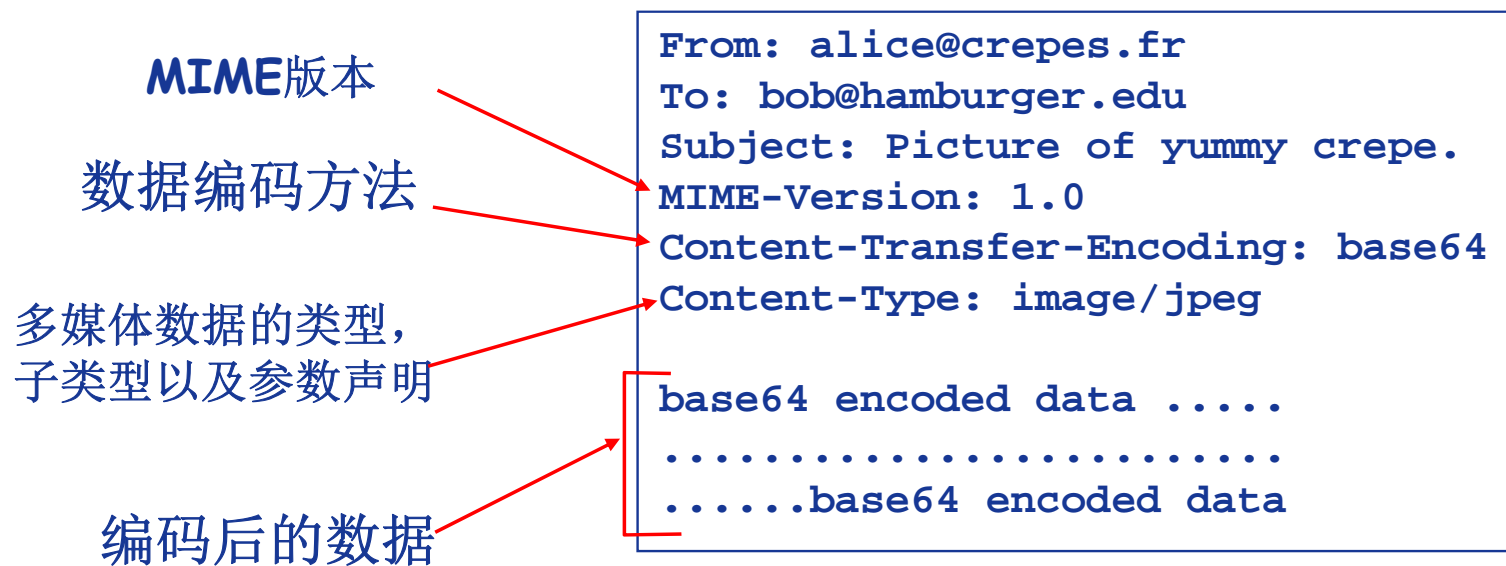 MIME版本
数据编码方法
多媒体数据的类型，
子类型以及参数声明
编码后的数据
From: alice@crepes.fr
To: bob@hamburger.edu
Subject: Picture of yummy crepe.
MIME-Version: 1.0
Content-Transfer-Encoding: base64
Content-Type: image/jpeg
base64 encoded data .....
.........................
......base64 encoded data